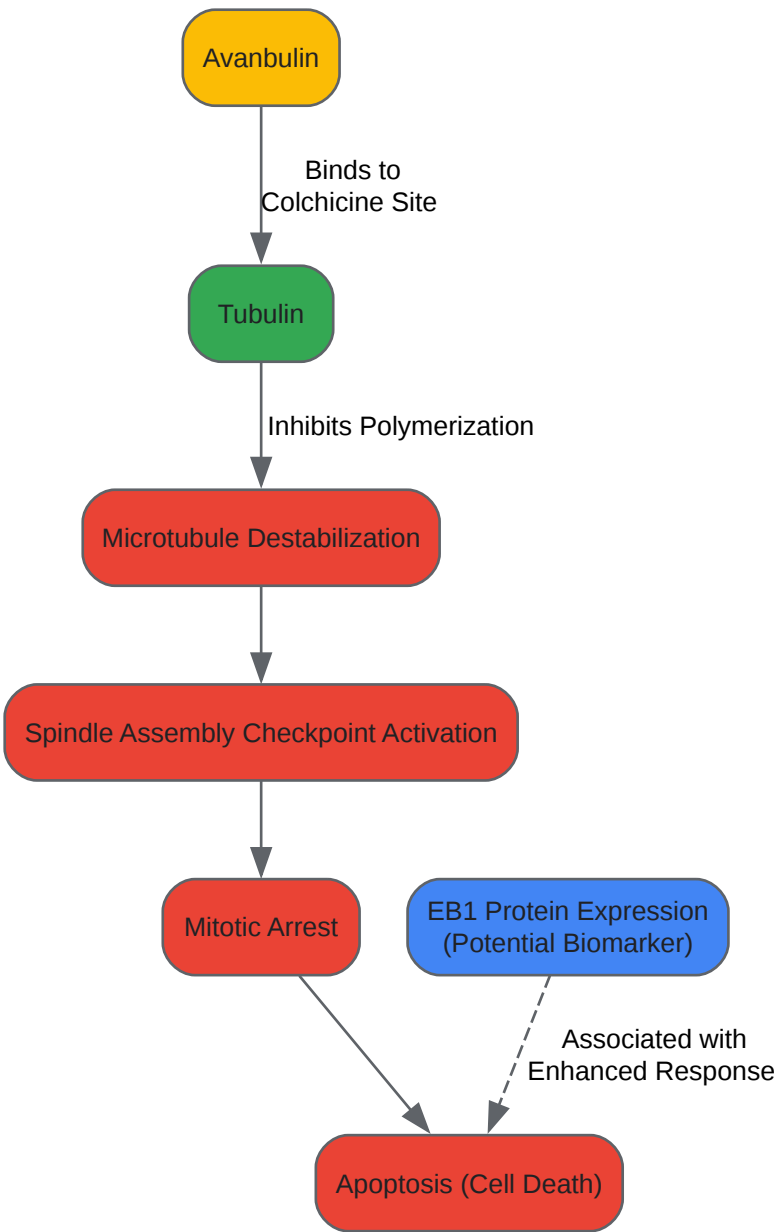 Avanbulin
Binds to
Colchicine Site
Tubulin
Inhibits Polymerization
Microtubule Destabilization
Spindle Assembly Checkpoint Activation
Mitotic Arrest
EB1 Protein Expression
(Potential Biomarker)
Associated with
Enhanced Response
Apoptosis (Cell Death)